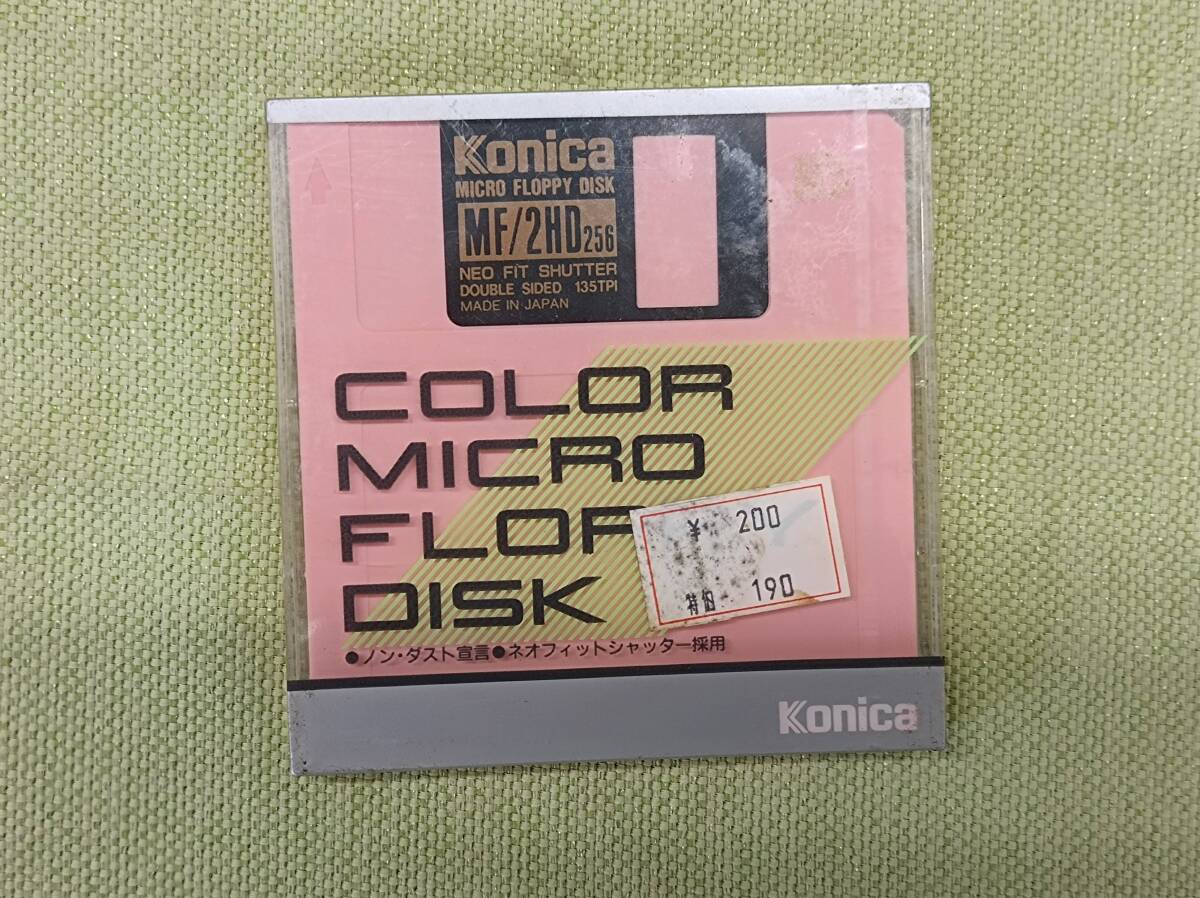 Konica
MICRO FLOPPY DISK
MF/2HD256
NEO FIT SHUTTER
DOUBLE SIDED 135TPI
MADE IN JAPAN
COLOR
MICRO
FLOP
DISK
¥ 200
特価 190
●ノン・ダスト宣言●ネオフィットシャッター採用
Konica